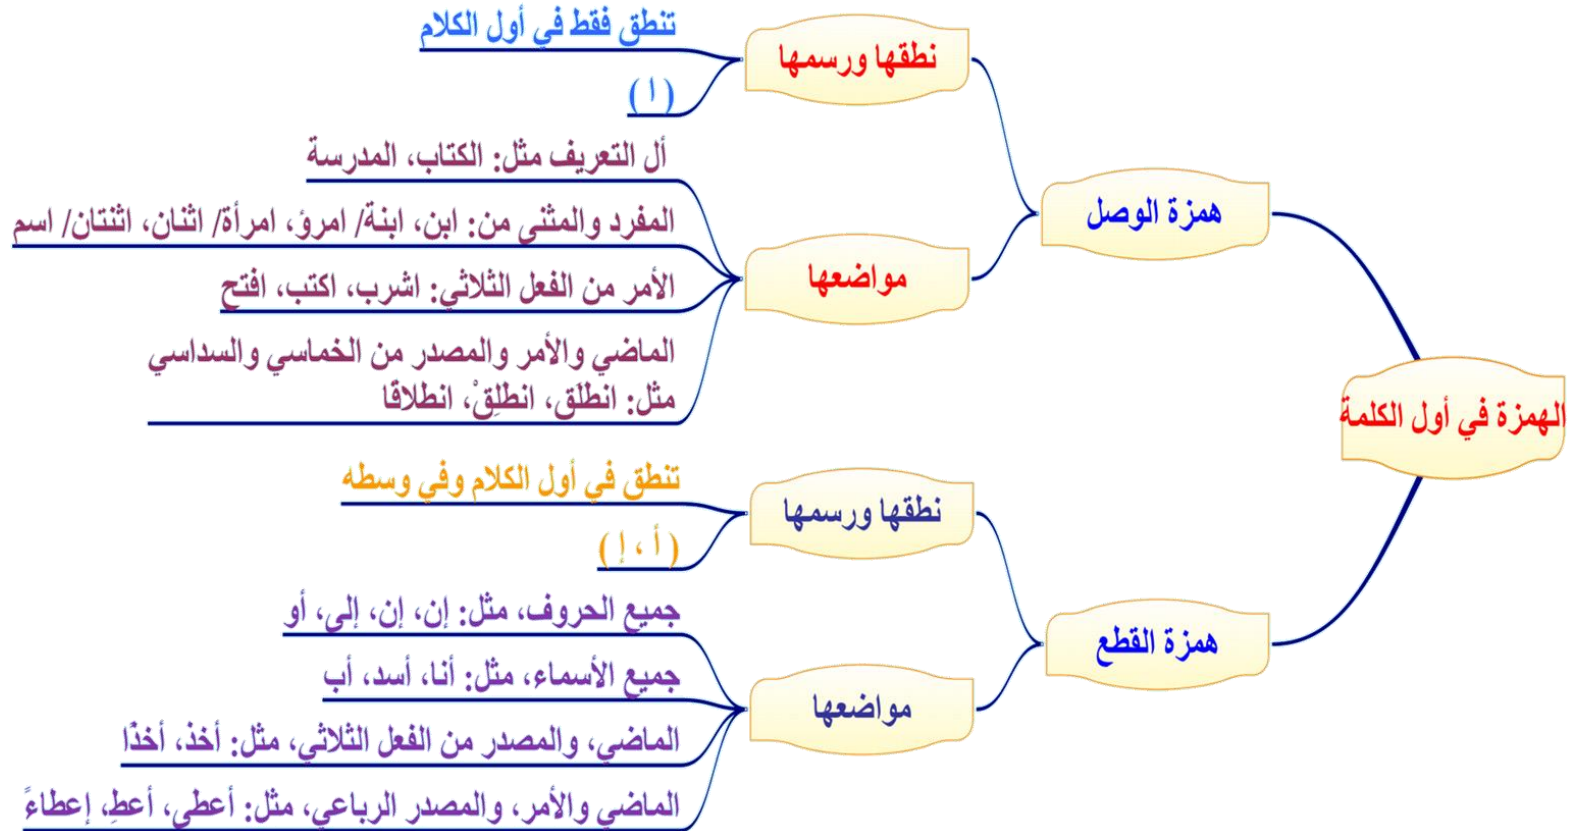 الهمزة في أول الكلمة
همزة الوصل
نطقها ورسمها
تنطق فقط في أول الكلام
( ا )
مواضعها
أل التعريف مثل: الكتاب، المدرسة
المفرد والمثني من: ابن، ابنة/ امرؤ، امرأة/ اثنان، اثنتان/ اسم
الأمر من الفعل الثلاثي: اشرب، اكتب، افتح
الماضي والأمر والمصدر من الخماسي والسداسي
مثل: انطلَق، انطلِقْ، انطلاقًا
همزة القطع
نطقها ورسمها
تنطق في أول الكلام وفي وسطه
( أ ، إ )
مواضعها
جميع الحروف، مثل: إن، إن، إلي، أو
جميع الأسماء، مثل: أنا، أسد، أب
الماضي، والمصدر من الفعل الثلاثي، مثل: أخذ، أخذًا
الماضي والأمر، والمصدر الرباعي، مثل: أعطي، أعطِ، إعطاءً